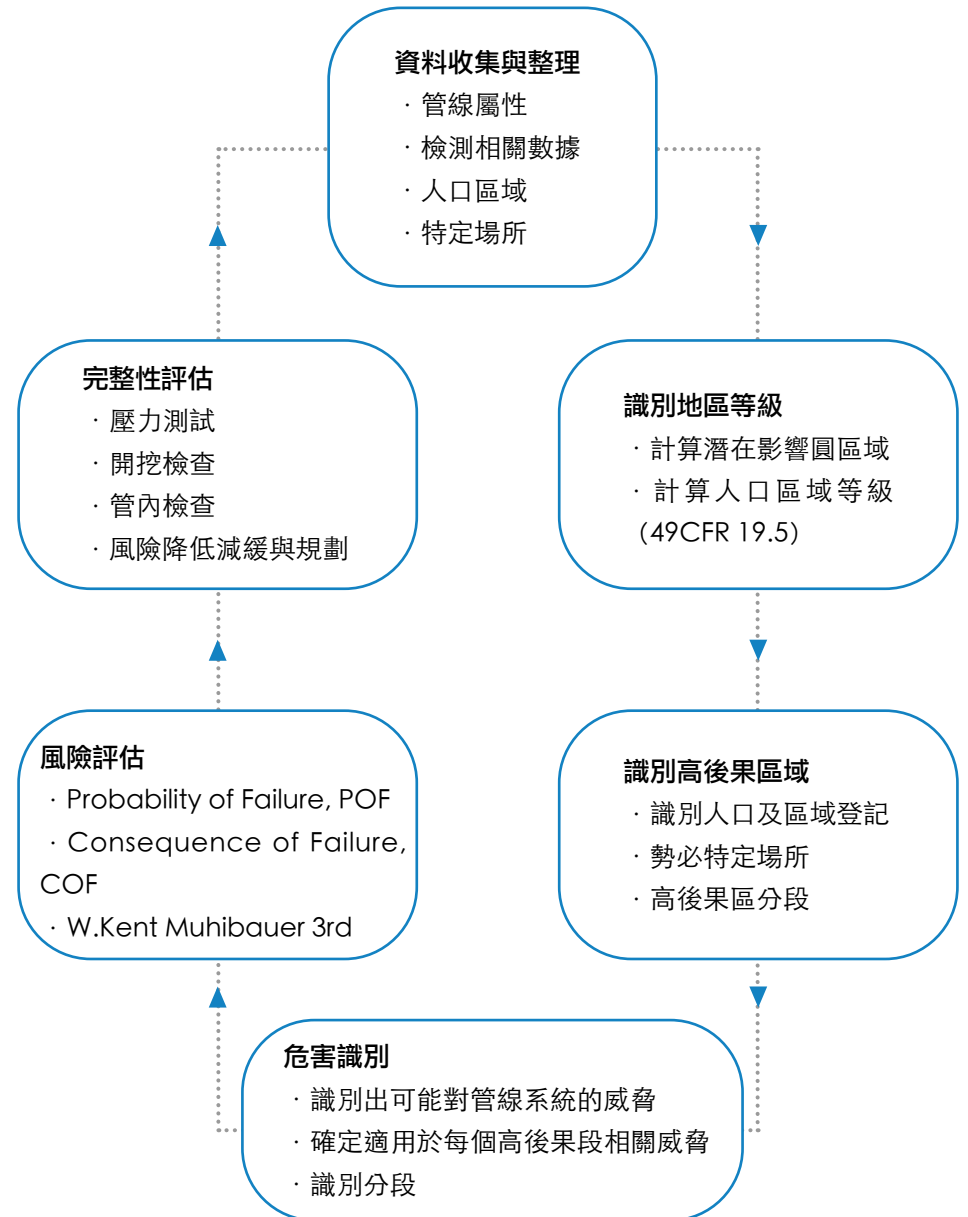 資料收集與整理
· 管線屬性
· 檢測相關數據
· 人口區域
· 特定場所
完整性評估
· 壓力測試
· 開挖檢查
· 管內檢查
· 風險降低減緩與規劃
識別地區等級
· 計算潛在影響圓區域
· 計算人口區域等級
(49CFR 19.5)
風險評估
· Probability of Failure, POF
· Consequence of Failure,
COF
· W.Kent Muhibauer 3rd
識別高後果區域
· 識別人口及區域登記
· 勢必特定場所
· 高後果區分段
危害識別
· 識別出可能對管線系統的威脅
· 確定適用於每個高後果段相關威脅
· 識別分段